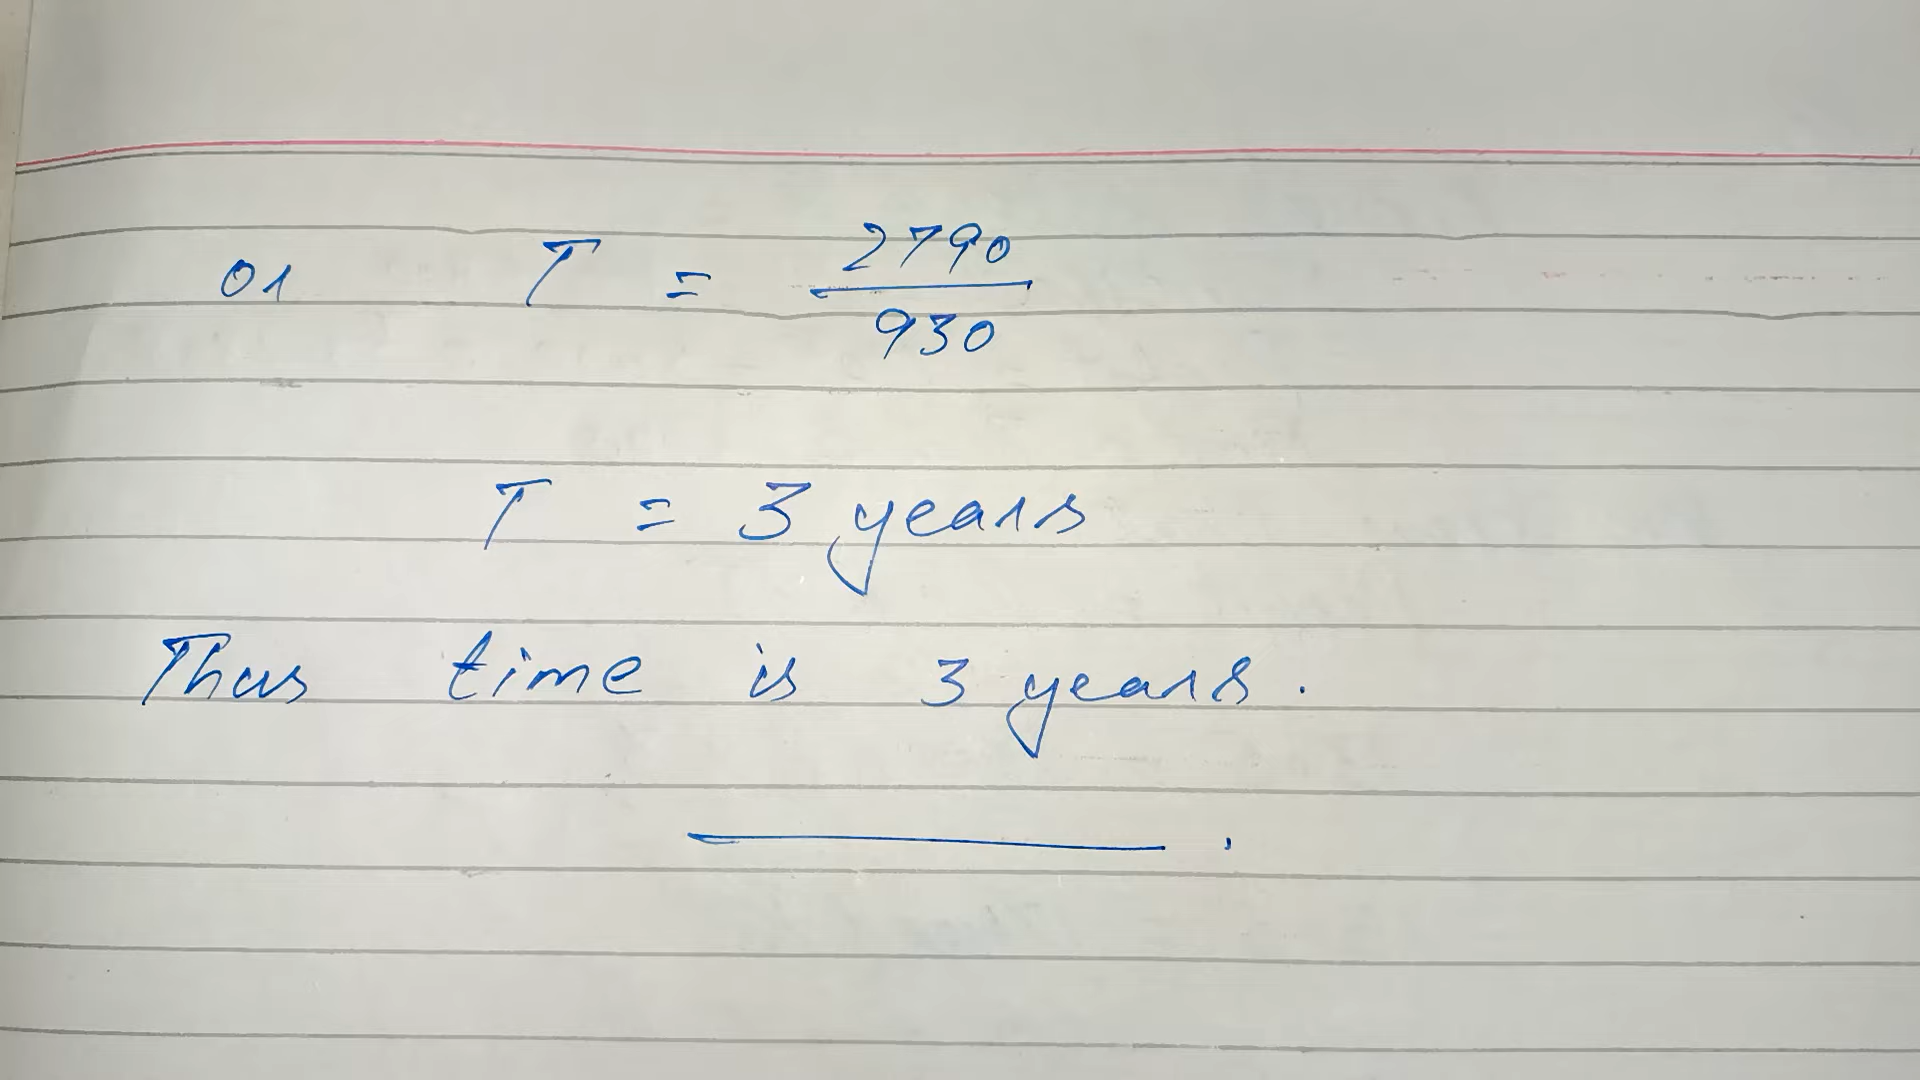 or T = 2790/930
T = 3 years
Thus time is 3 years.